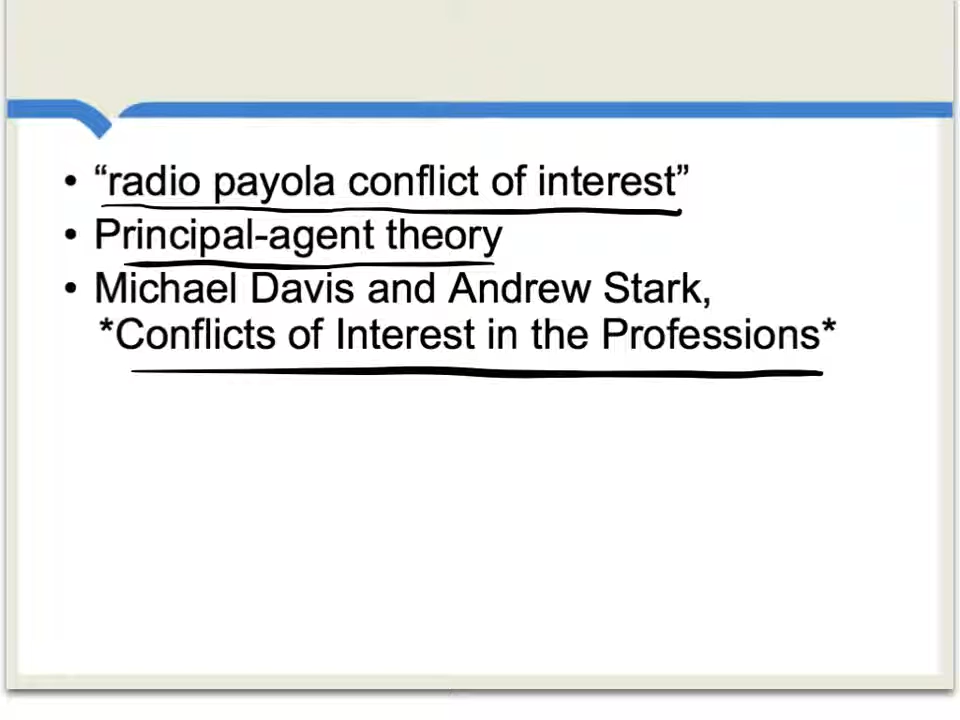 • “radio payola conflict of interest”
• Principal-agent theory
• Michael Davis and Andrew Stark,
*Conflicts of Interest in the Professions*